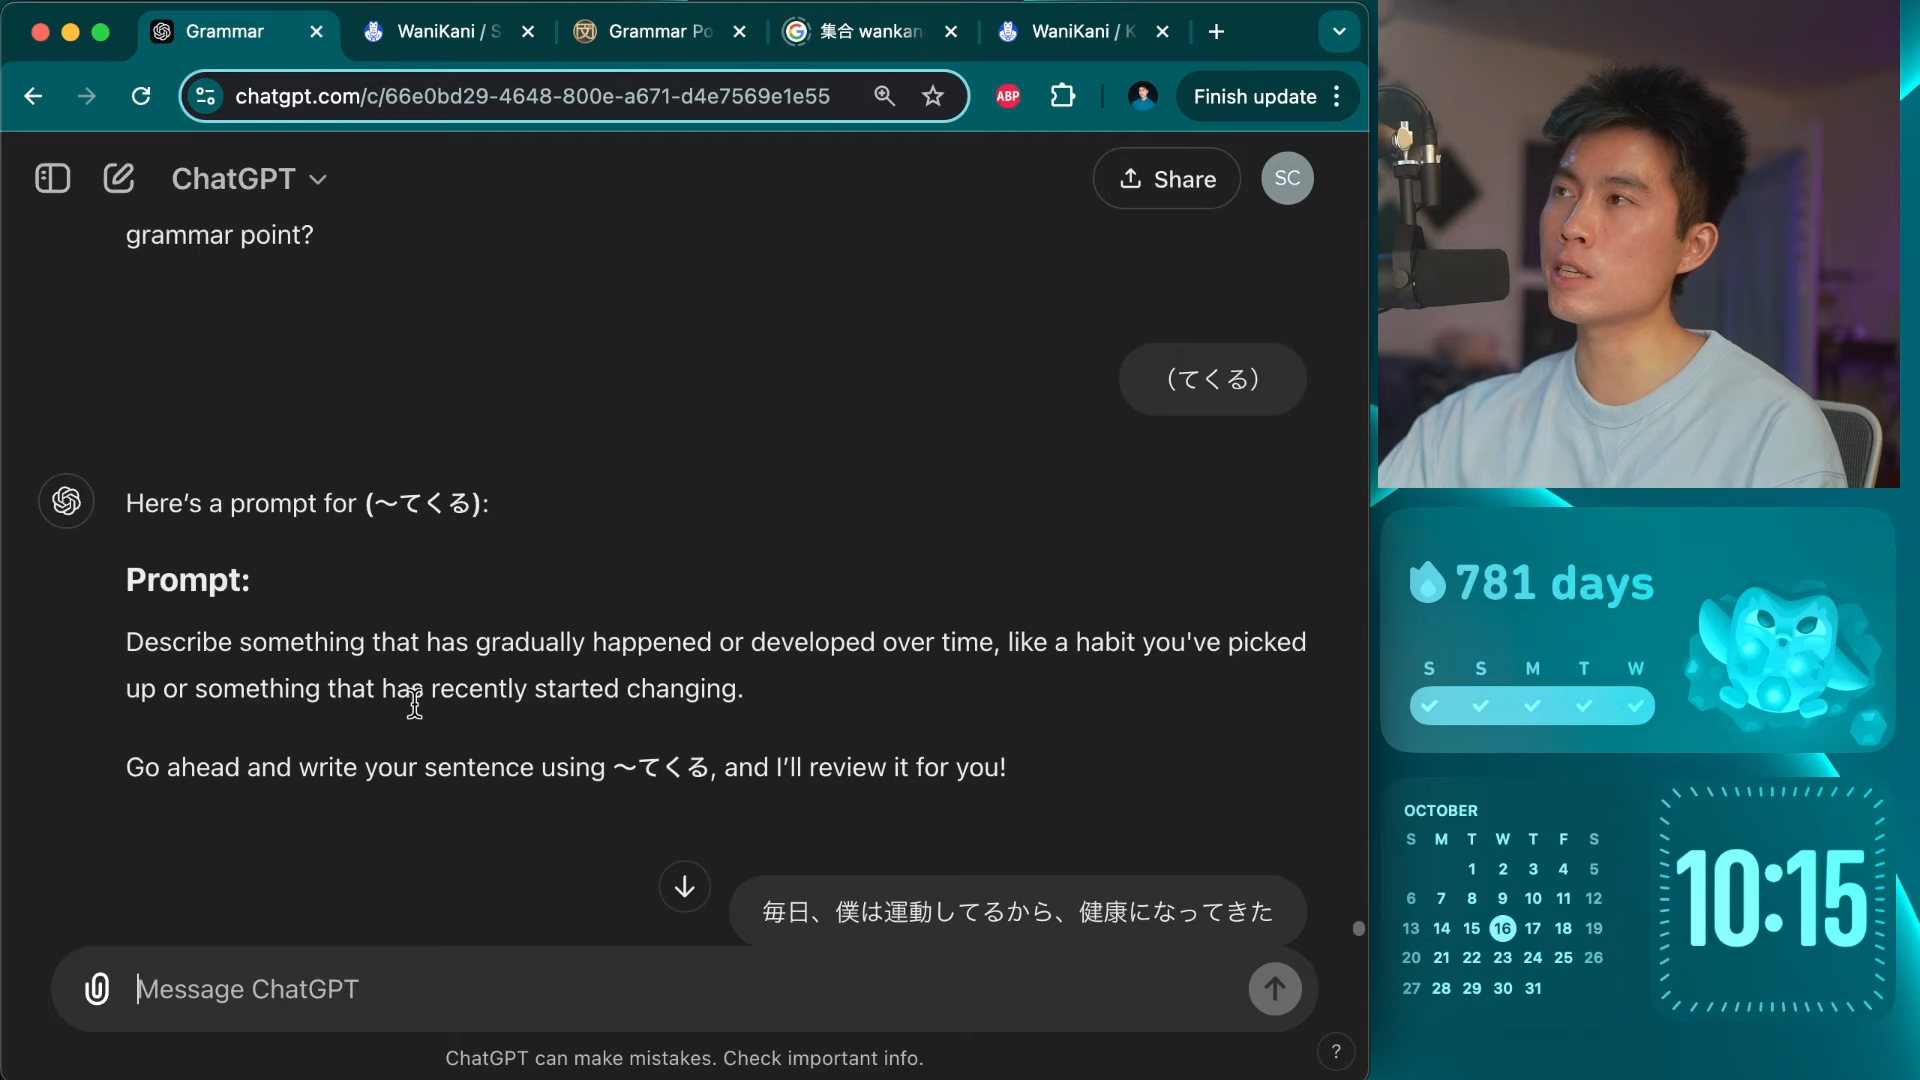 Grammar
WaniKani / S
Grammar Po
集合 wankan
WaniKani / K
chatgpt.com/c/66e0bd29-4648-800e-a671-d4e7569e1e55
ABP
Finish update
ChatGPT
Share
SC
grammar point?
（てくる）
Here's a prompt for (〜てくる):
Prompt:
Describe something that has gradually happened or developed over time, like a habit you've picked
up or something that has recently started changing.
Go ahead and write your sentence using 〜てくる, and I'll review it for you!
毎日、僕は運動してるから、健康になってきた
Message ChatGPT
ChatGPT can make mistakes. Check important info.
?
781 days
S S M T W
OCTOBER
S M T W T F S
1 2 3 4 5
6 7 8 9 10 11 12
13 14 15 16 17 18 19
20 21 22 23 24 25 26
27 28 29 30 31
10:15